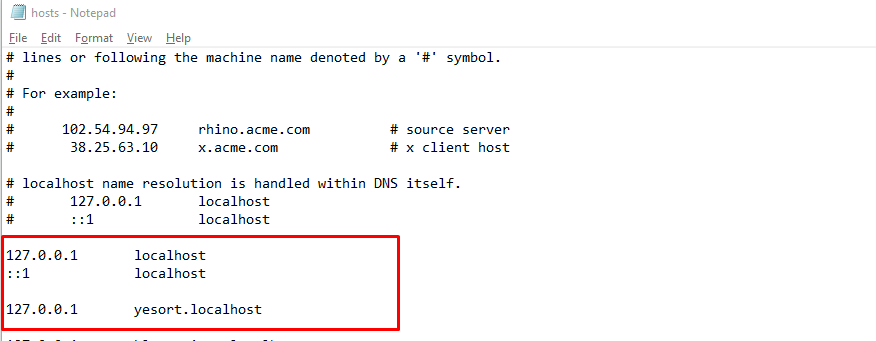 hosts - Notepad
File Edit Format View Help
# lines or following the machine name denoted by a '#' symbol.
#
# For example:
#
#      102.54.94.97     rhino.acme.com          # source server
#       38.25.63.10     x.acme.com              # x client host
# localhost name resolution is handled within DNS itself.
#       127.0.0.1       localhost
#       ::1             localhost
127.0.0.1       localhost
::1             localhost
127.0.0.1       yesort.localhost